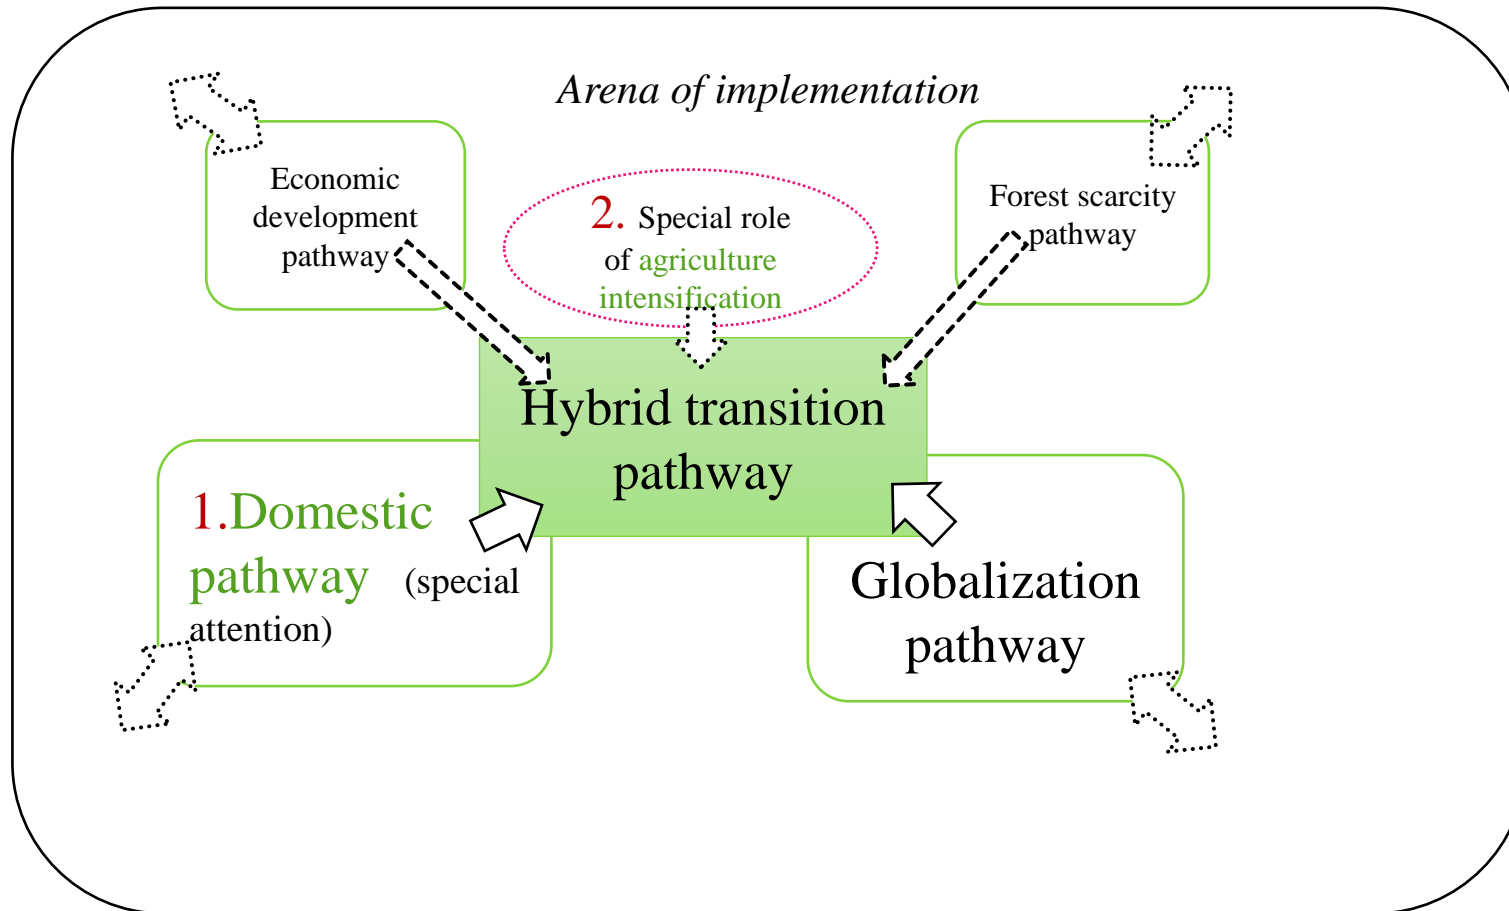 Arena of implementation
Economic
development
pathway
2. Special role
of agriculture
intensification
Forest scarcity
pathway
Hybrid transition
pathway
1.Domestic
pathway (special
attention)
Globalization
pathway